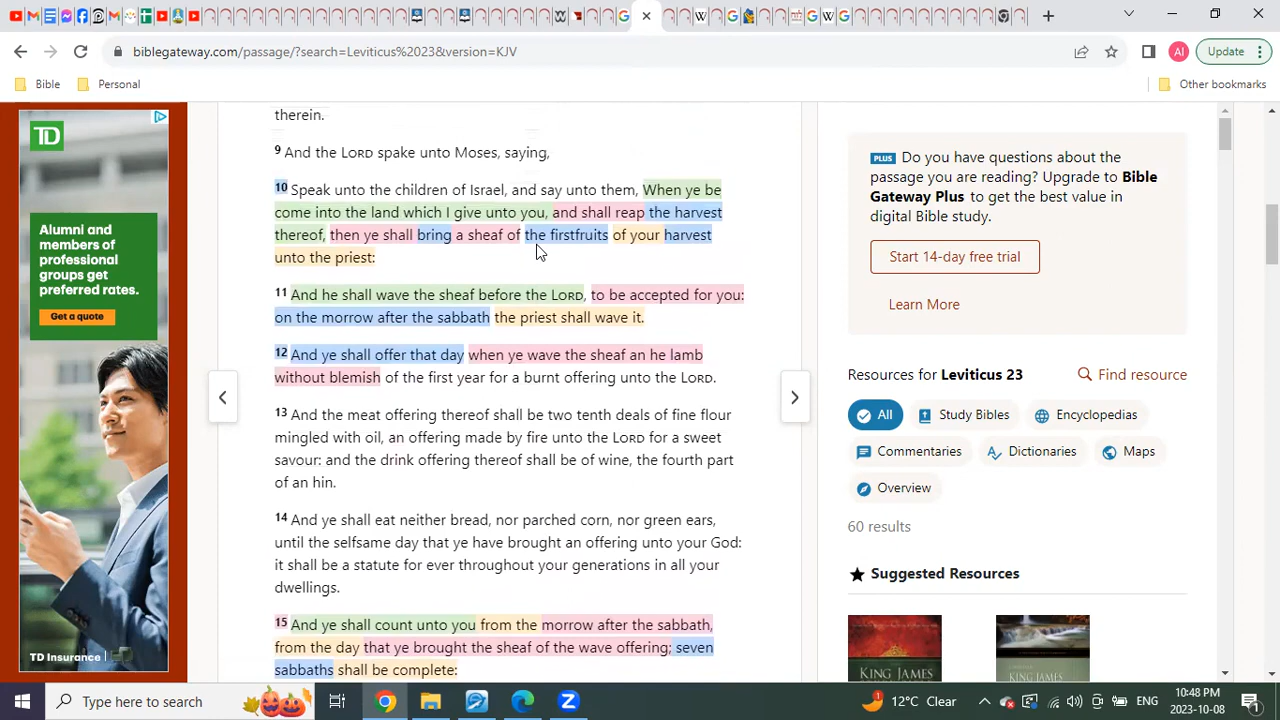 biblegateway.com/passage/?search=Leviticus%2023&version=KJV
AI
Update
Bible
Personal
Other bookmarks
TD
Alumni and
members of
professional
groups get
preferred rates.
Get a quote
TD Insurance
therein.
9 And the LORD spake unto Moses, saying,
10 Speak unto the children of Israel, and say unto them, When ye be
come into the land which I give unto you, and shall reap the harvest
thereof, then ye shall bring a sheaf of the firstfruits of your harvest
unto the priest:
11 And he shall wave the sheaf before the LORD, to be accepted for you:
on the morrow after the sabbath the priest shall wave it.
12 And ye shall offer that day when ye wave the sheaf an he lamb
without blemish of the first year for a burnt offering unto the LORD.
13 And the meat offering thereof shall be two tenth deals of fine flour
mingled with oil, an offering made by fire unto the LORD for a sweet
savour: and the drink offering thereof shall be of wine, the fourth part
of an hin.
14 And ye shall eat neither bread, nor parched corn, nor green ears,
until the selfsame day that ye have brought an offering unto your God:
it shall be a statute for ever throughout your generations in all your
dwellings.
15 And ye shall count unto you from the morrow after the sabbath,
from the day that ye brought the sheaf of the wave offering; seven
sabbaths shall be complete:
PLUS Do you have questions about the
passage you are reading? Upgrade to Bible
Gateway Plus to get the best value in
digital Bible study.
Start 14-day free trial
Learn More
Resources for Leviticus 23
Find resource
All
Study Bibles
Encyclopedias
Commentaries
Dictionaries
Maps
Overview
60 results
Suggested Resources
KING JAMES
Type here to search
1
12°C Clear
ENG
10:48 PM
2023-10-08
1